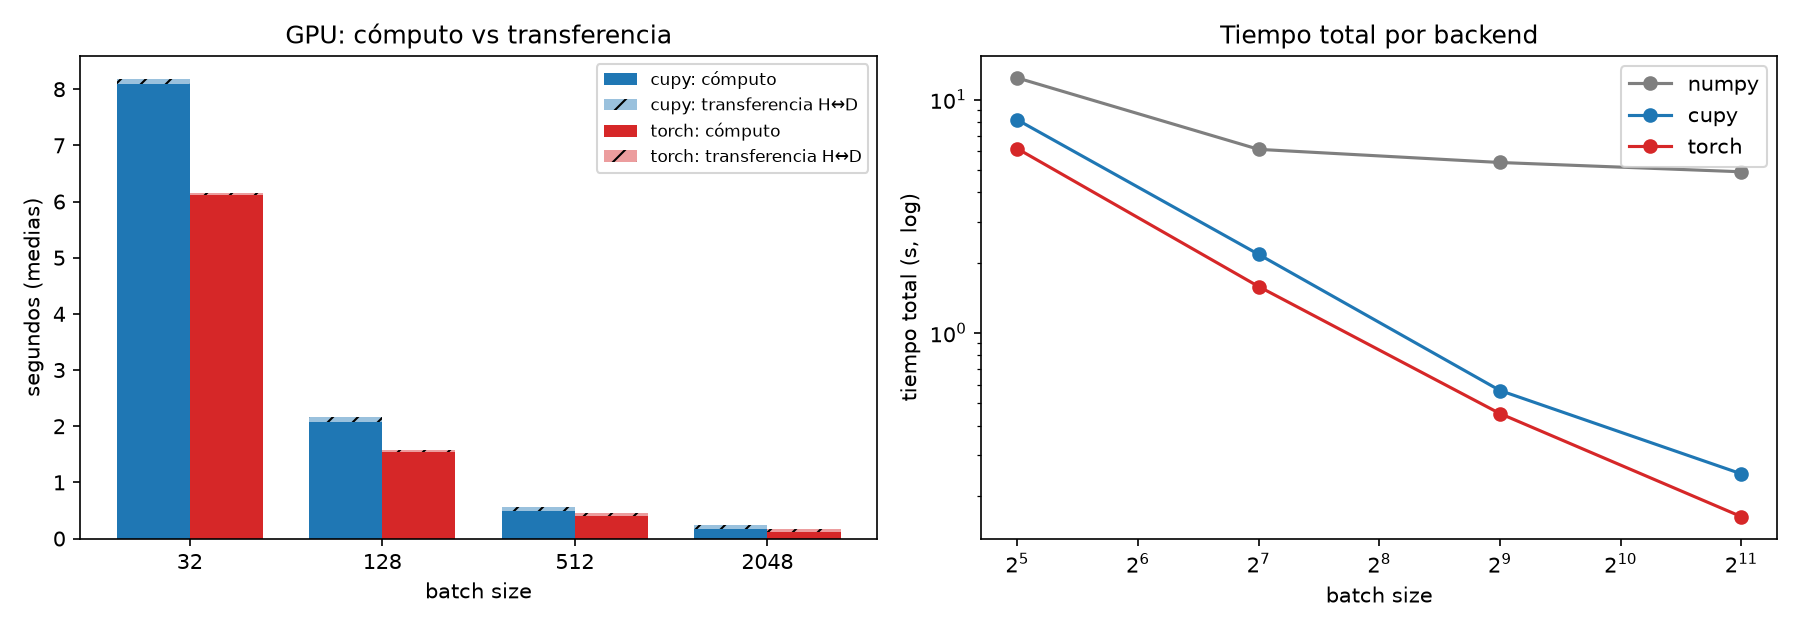 GPU: cómputo vs transferencia
cupy: cómputo
cupy: transferencia H↔D
torch: cómputo
torch: transferencia H↔D
segundos (medias)
8
7
6
5
4
3
2
1
0
32 128 512 2048
batch size
Tiempo total por backend
numpy
cupy
torch
tiempo total (s, log)
10¹
10⁰
2⁵ 2⁶ 2⁷ 2⁸ 2⁹ 2¹⁰ 2¹¹
batch size